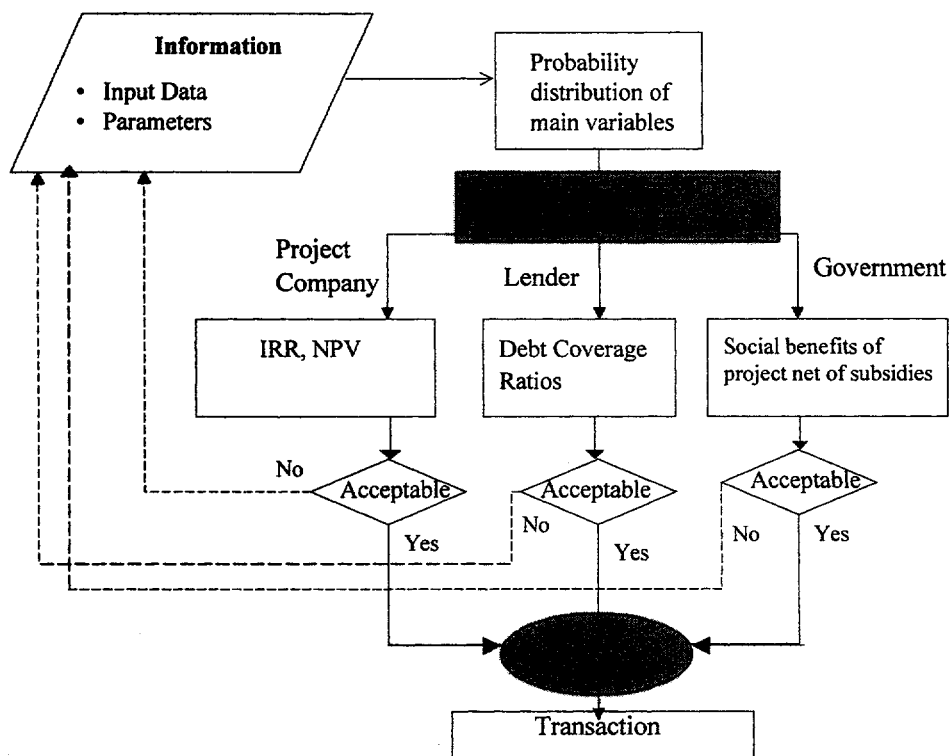 Information
• Input Data
• Parameters
Probability
distribution of
main variables
Project
Company
Lender
Government
IRR, NPV
Debt Coverage
Ratios
Social benefits of
project net of subsidies
No
Acceptable
Yes
Acceptable
No
Yes
Acceptable
No
Yes
Transaction